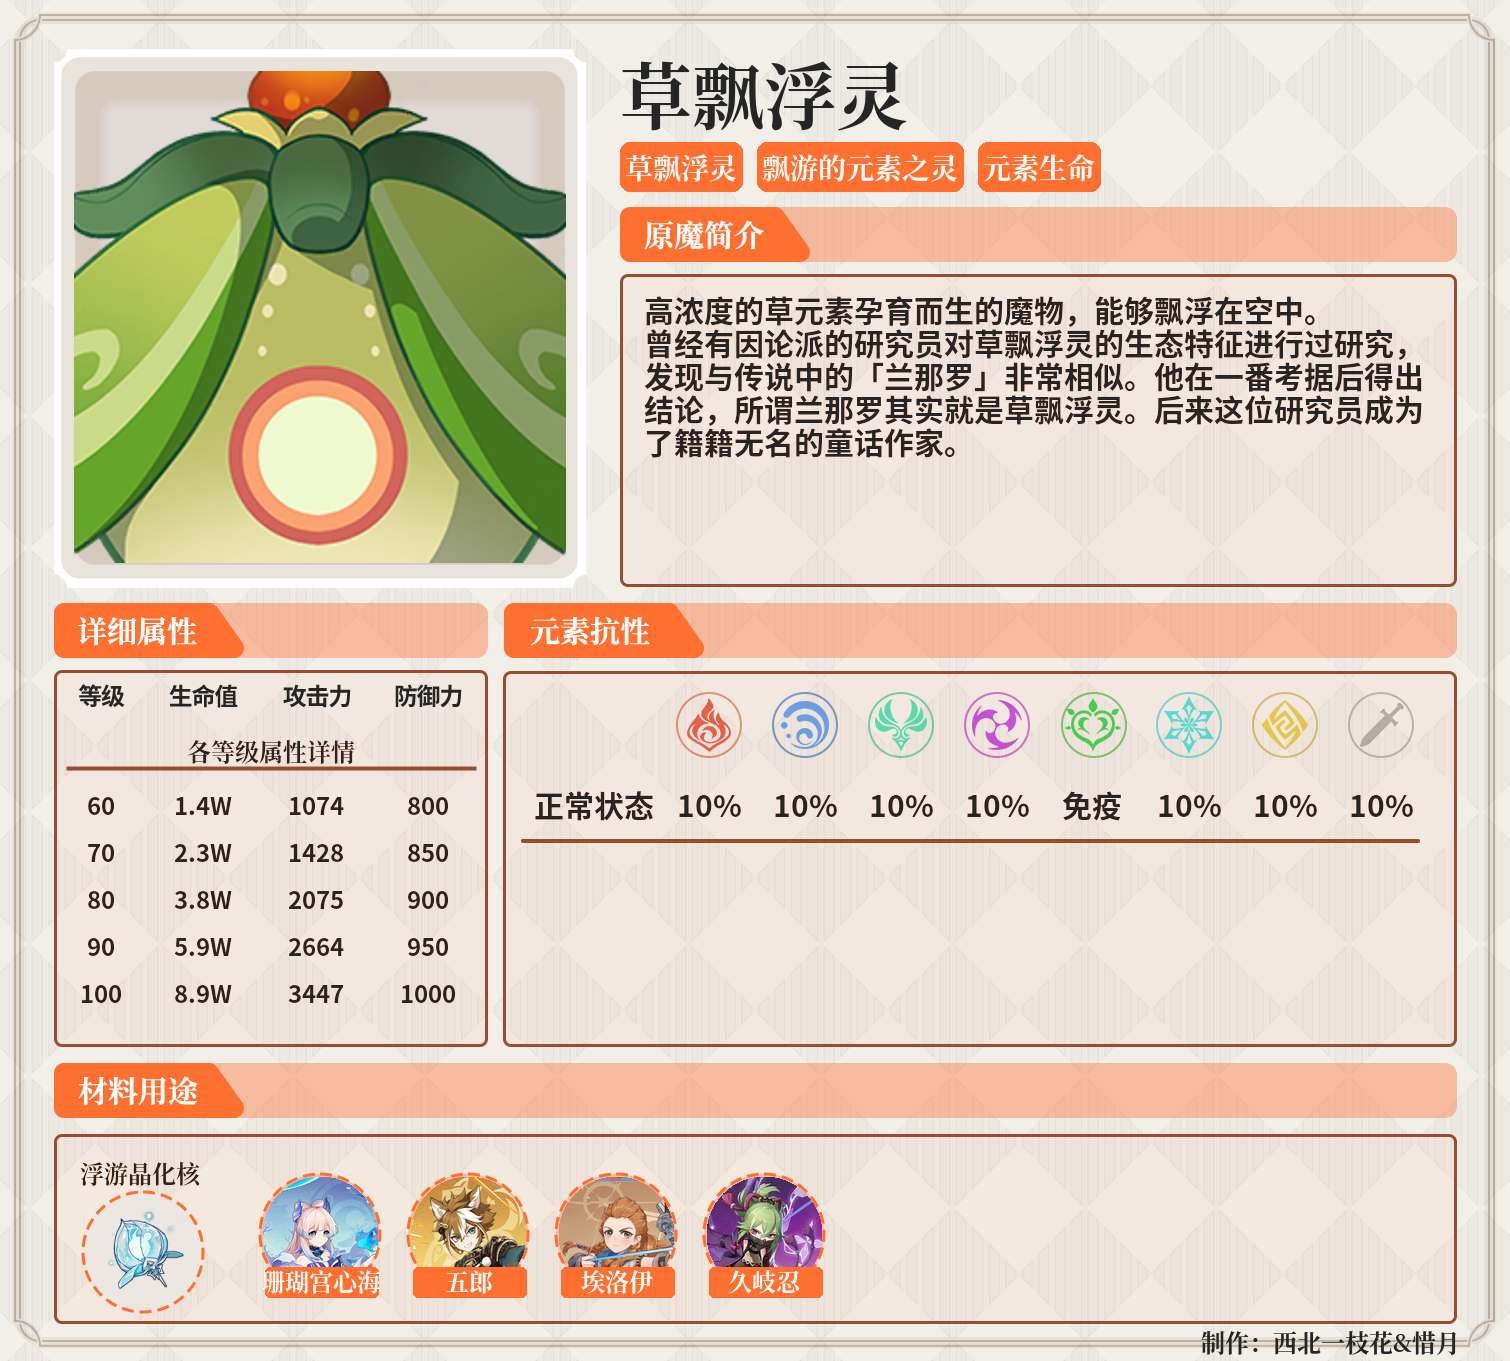 草飘浮灵
草飘浮灵 飘游的元素之灵 元素生命
原魔简介
高浓度的草元素孕育而生的魔物，能够飘浮在空中。
曾经有因论派的研究员对草飘浮灵的生态特征进行过研究，
发现与传说中的「兰那罗」非常相似。他在一番考据后得出
结论，所谓兰那罗其实就是草飘浮灵。后来这位研究员成为
了籍籍无名的童话作家。
详细属性
等级 生命值 攻击力 防御力
各等级属性详情
60 1.4W 1074 800
70 2.3W 1428 850
80 3.8W 2075 900
90 5.9W 2664 950
100 8.9W 3447 1000
元素抗性
正常状态 10% 10% 10% 10% 免疫 10% 10% 10%
材料用途
浮游晶化核
珊瑚宫心海 五郎 埃洛伊 久岐忍
制作：西北一枝花&惜月